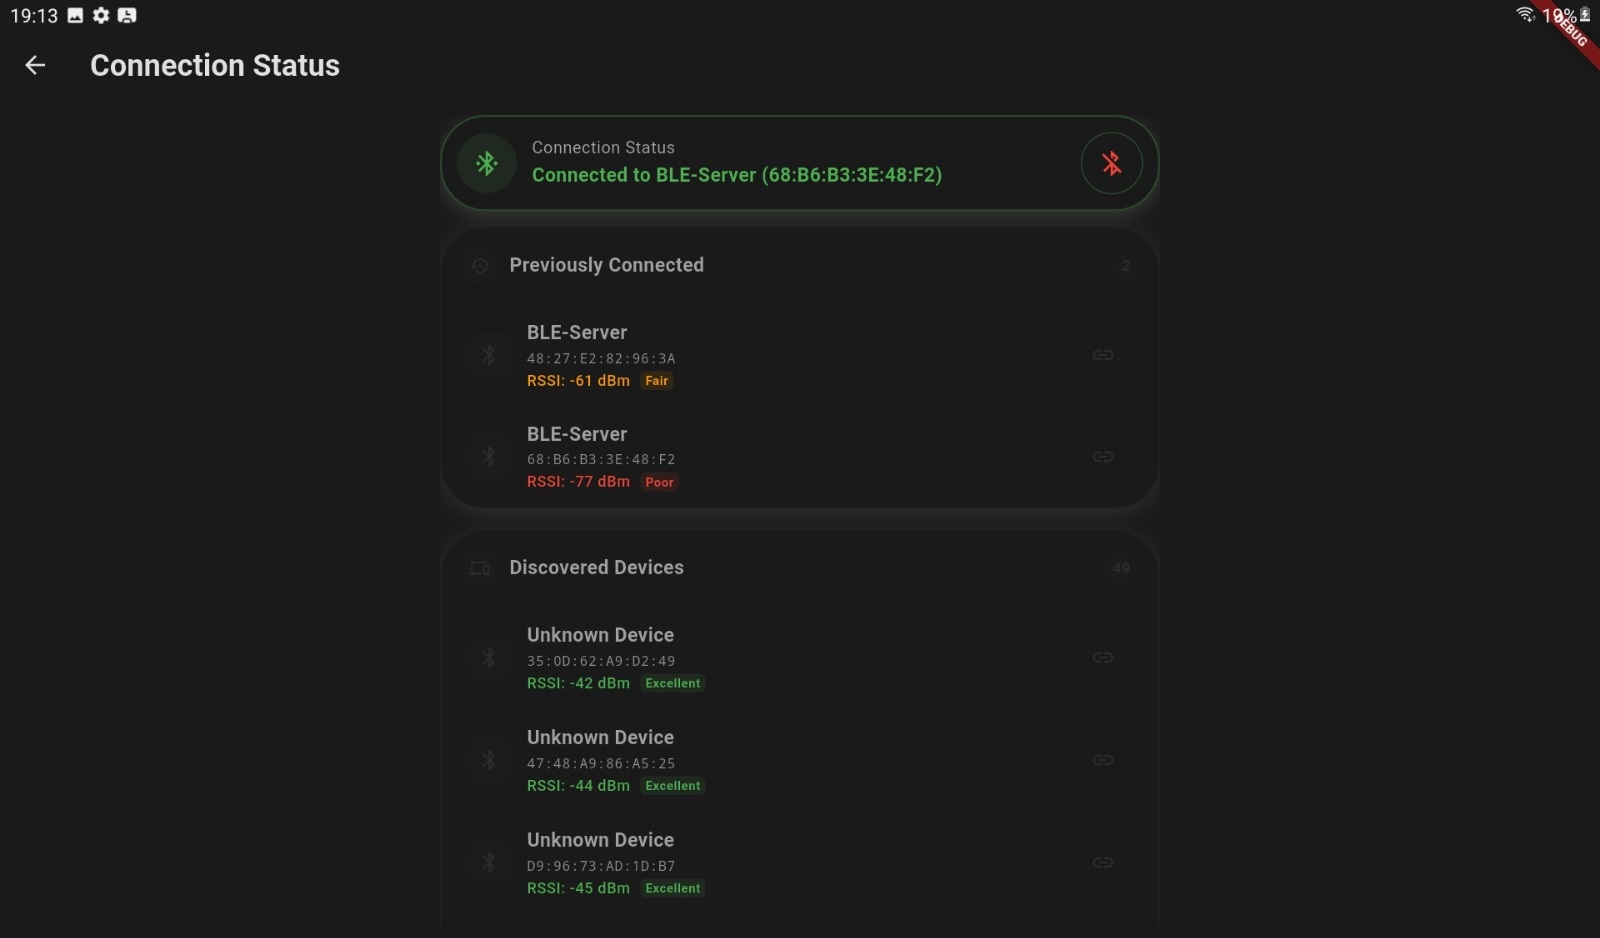 19:13
19%
DEBUG
Connection Status
Connection Status
Connected to BLE-Server (68:B6:B3:3E:48:F2)
Previously Connected
2
BLE-Server
48:27:E2:82:96:3A
RSSI: -61 dBm Fair
BLE-Server
68:B6:B3:3E:48:F2
RSSI: -77 dBm Poor
Discovered Devices
49
Unknown Device
35:0D:62:A9:D2:49
RSSI: -42 dBm Excellent
Unknown Device
47:48:A9:86:A5:25
RSSI: -44 dBm Excellent
Unknown Device
D9:96:73:AD:1D:B7
RSSI: -45 dBm Excellent